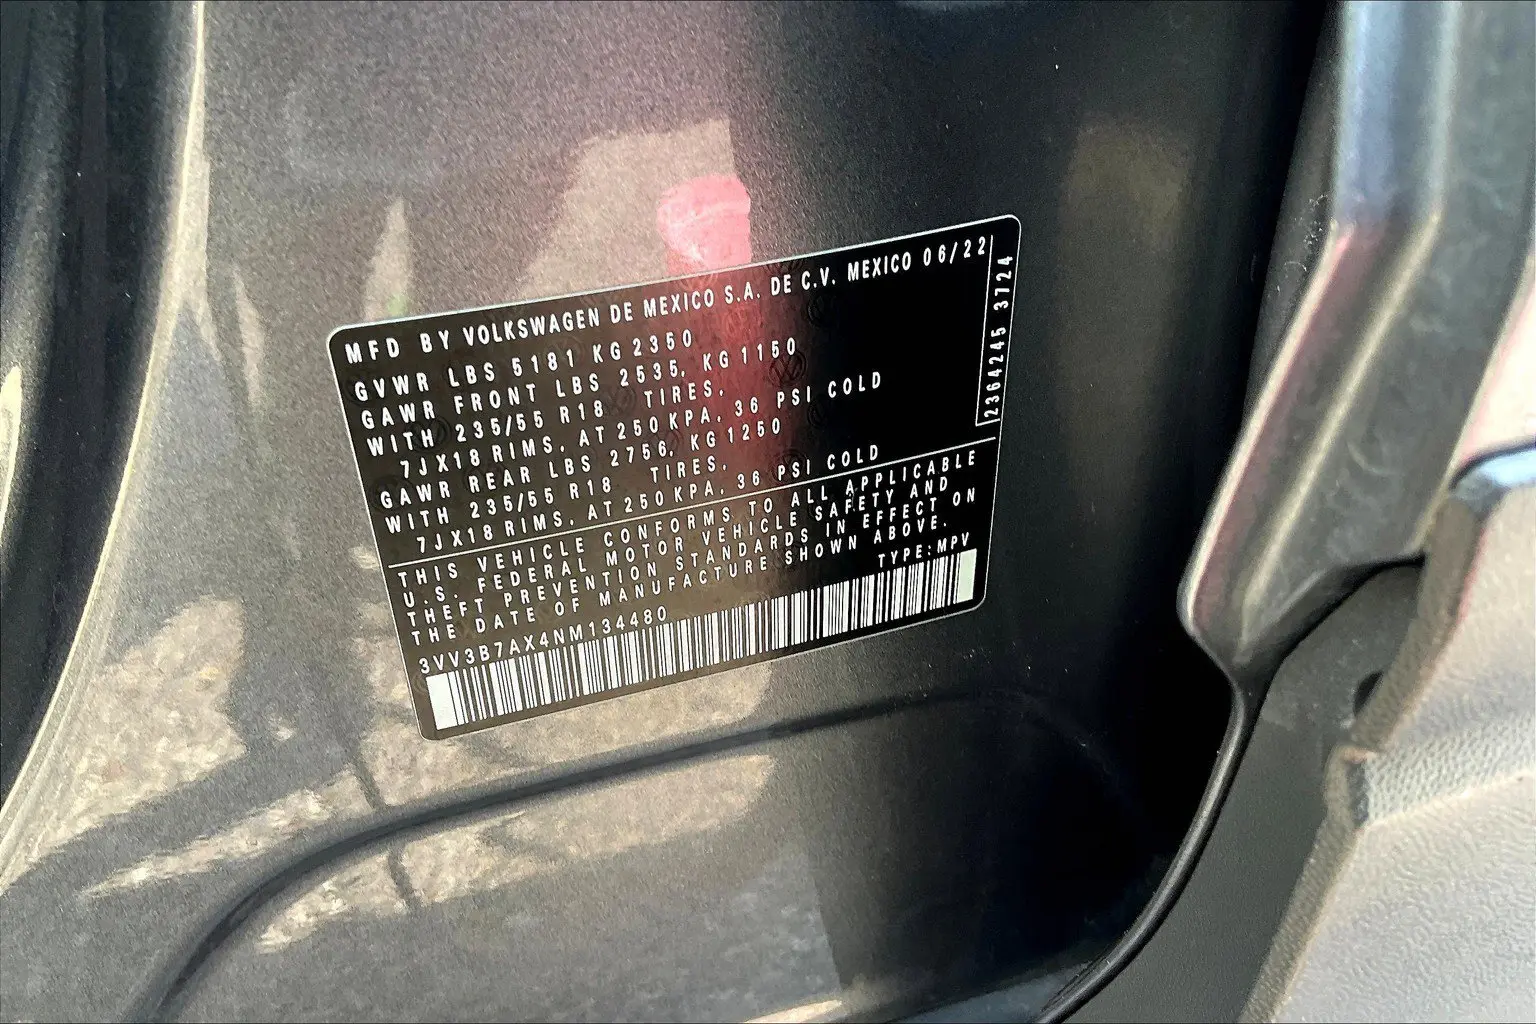 MFD BY VOLKSWAGEN DE MEXICO S.A. DE C.V. MEXICO 06/22
GVWR LBS 5181 KG 2350
GAWR FRONT LBS 2535, KG 1150
WITH 235/55 R18 TIRES,
7JX18 RIMS, AT 250 KPA, 36 PSI COLD
GAWR REAR LBS 2756, KG 1250
WITH 235/55 R18 TIRES,
7JX18 RIMS, AT 250 KPA, 36 PSI COLD
2364245 3724
THIS VEHICLE CONFORMS TO ALL APPLICABLE
U.S. FEDERAL MOTOR VEHICLE SAFETY AND
THEFT PREVENTION STANDARDS IN EFFECT ON
THE DATE OF MANUFACTURE SHOWN ABOVE.
TYPE:MPV
3VV3B7AX4NM134480